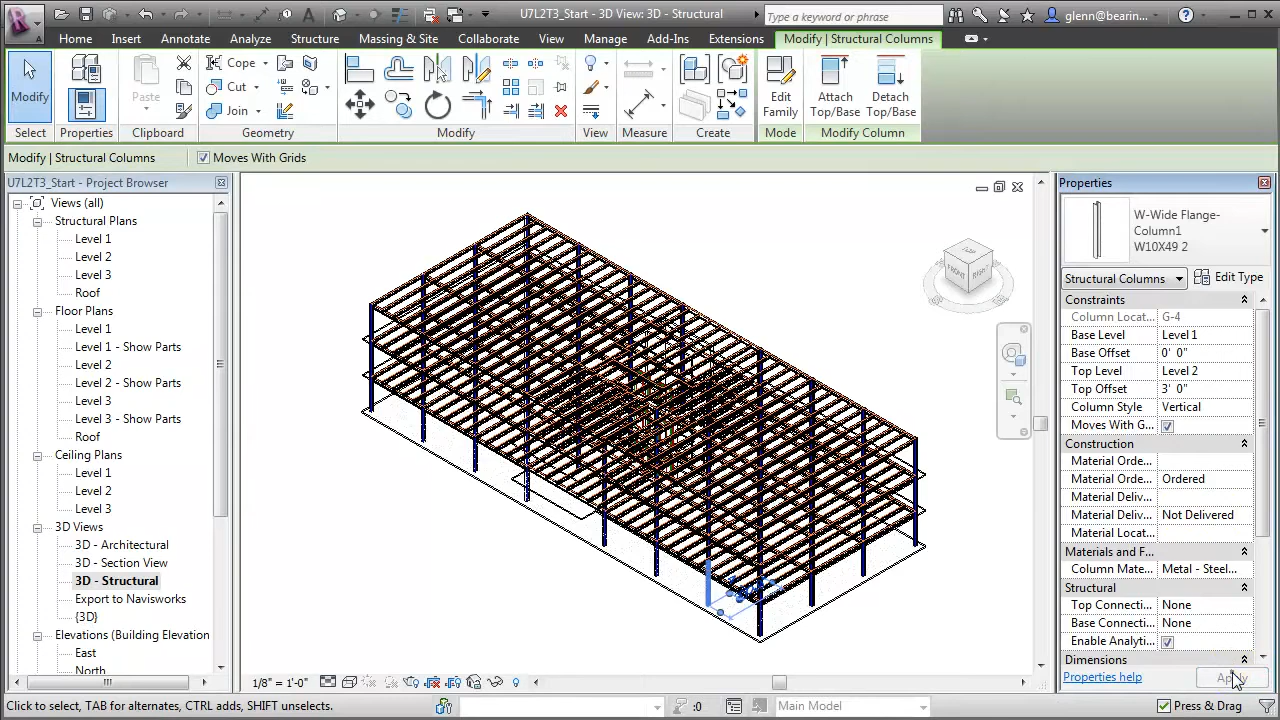 U7L2T3_Start - 3D View: 3D - Structural
Type a keyword or phrase
glenn@bearin...
Home Insert Annotate Analyze Structure Massing & Site Collaborate View Manage Add-Ins Extensions Modify | Structural Columns
Modify
Paste
Cope
Cut
Join
Edit Family
Attach Top/Base
Detach Top/Base
Select Properties Clipboard Geometry Modify View Measure Create Mode Modify Column
Modify | Structural Columns
Moves With Grids
U7L2T3_Start - Project Browser
Views (all)
Structural Plans
Level 1
Level 2
Level 3
Roof
Floor Plans
Level 1
Level 1 - Show Parts
Level 2
Level 2 - Show Parts
Level 3
Level 3 - Show Parts
Roof
Ceiling Plans
Level 1
Level 2
Level 3
3D Views
3D - Architectural
3D - Section View
3D - Structural
Export to Navisworks
{3D}
Elevations (Building Elevation
East
North
1/8" = 1'-0"
Properties
W-Wide Flange-
Column1
W10X49 2
Structural Columns
Edit Type
Constraints
Column Locat... G-4
Base Level Level 1
Base Offset 0' 0"
Top Level Level 2
Top Offset 3' 0"
Column Style Vertical
Moves With G...
Construction
Material Orde...
Material Orde... Ordered
Material Deliv...
Material Deliv... Not Delivered
Material Locat...
Materials and F...
Column Mate... Metal - Steel...
Structural
Top Connecti... None
Base Connecti... None
Enable Analyti...
Dimensions
Properties help
Apply
Click to select, TAB for alternates, CTRL adds, SHIFT unselects.
:0
Main Model
Press & Drag